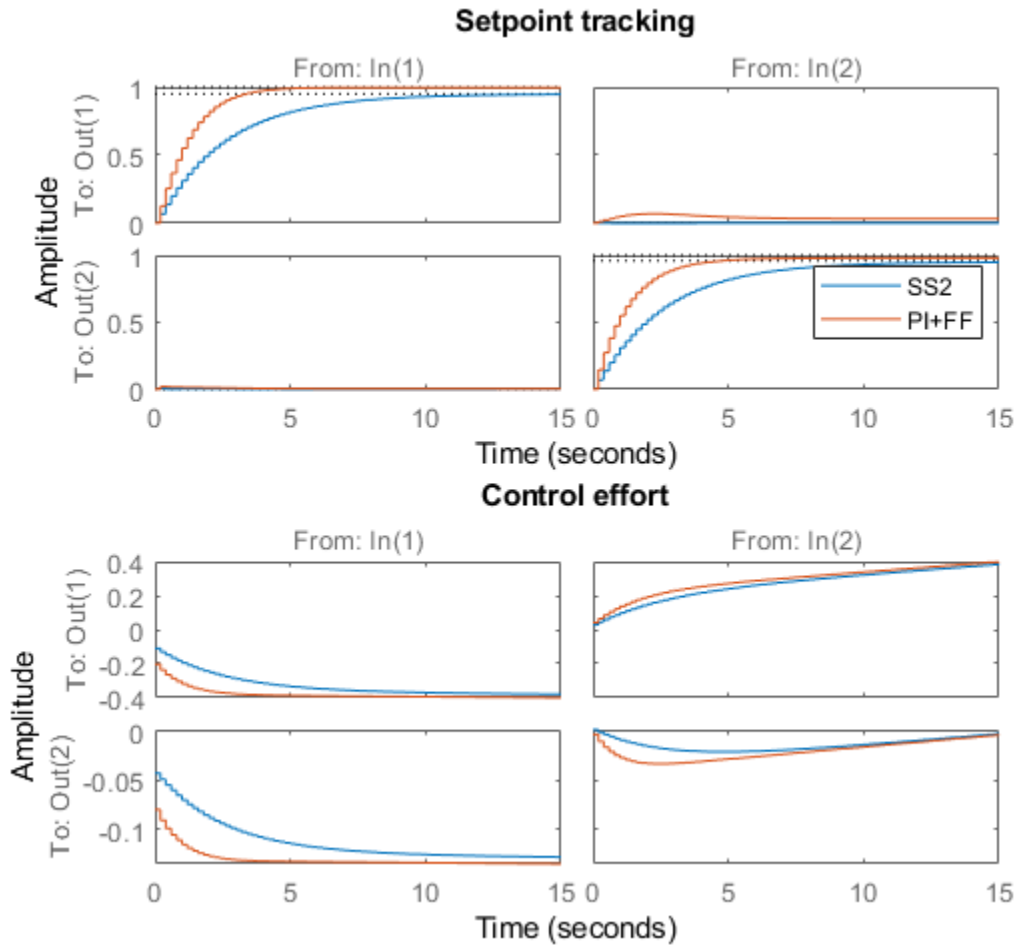 Setpoint tracking
From: In(1)
From: In(2)
To: Out(1)
1
0.5
0
Amplitude
To: Out(2)
1
0.5
0
SS2
PI+FF
0 5 10 15
0 5 10 15
Time (seconds)
Control effort
From: In(1)
From: In(2)
To: Out(1)
0.4
0.2
0
-0.2
-0.4
Amplitude
To: Out(2)
0
-0.05
-0.1
0 5 10 15
0 5 10 15
Time (seconds)